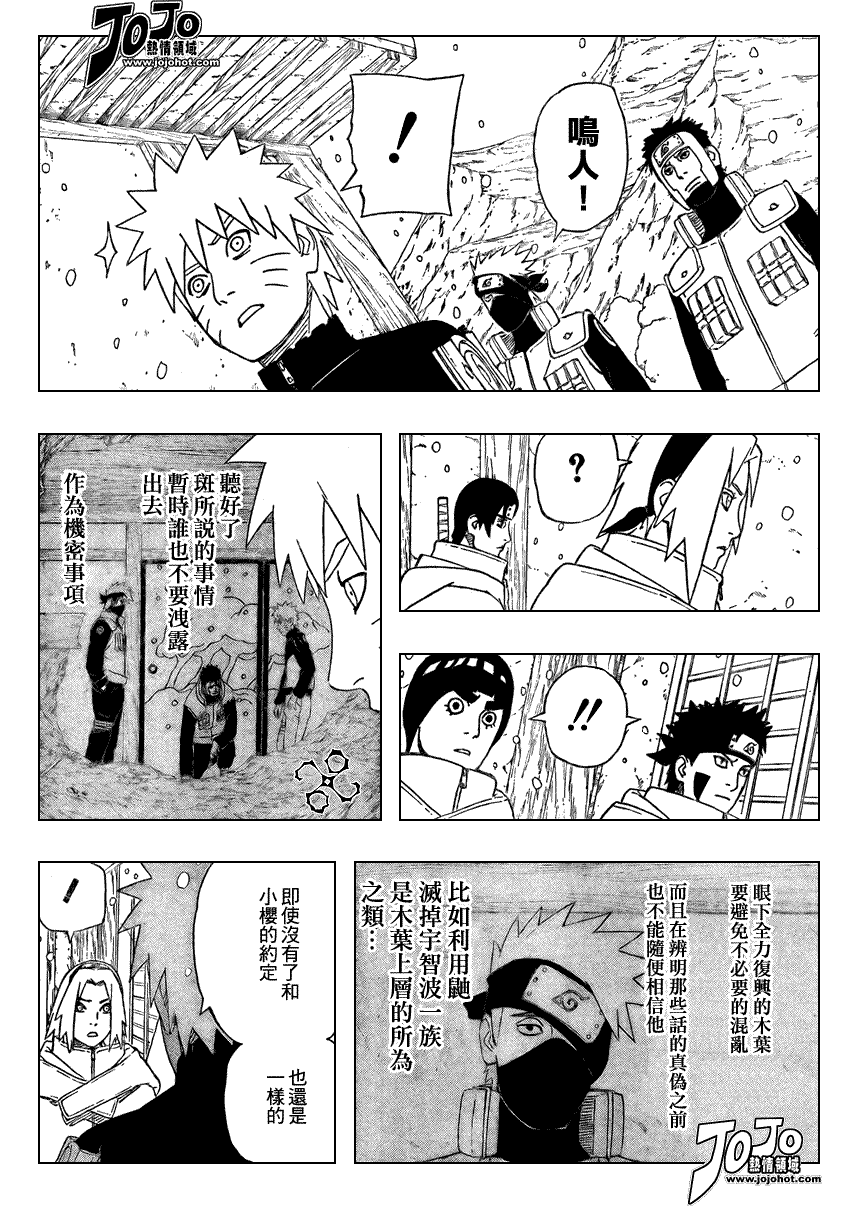 JOJO
熱情領域
www.jojohot.com
鳴人！
！
？
聽好了
斑所說的事情
暫時誰也不要洩露
出去
作為機密事項
！！
眼下全力復興的木葉
要避免不必要的混亂
而且在辨明那些話的真偽之前
也不能隨便相信他
比如利用鼬
滅掉宇智波一族
是木葉上層的所為
之類…
即使沒有了和
小櫻的約定
也還是
一樣的
！
JOJO
熱情領域
www.jojohot.com